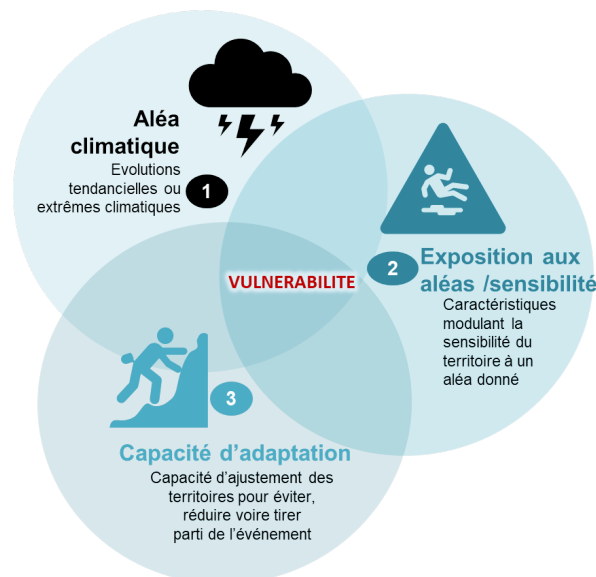 Aléa
climatique
Evolutions
tendancielles ou
extrêmes climatiques
1
VULNERABILITE
2
Exposition aux
aléas /sensibilité
Caractéristiques
modulant la
sensibilité du
territoire à un
aléa donné
3
Capacité d'adaptation
Capacité d'ajustement des
territoires pour éviter,
réduire voire tirer
parti de l'événement